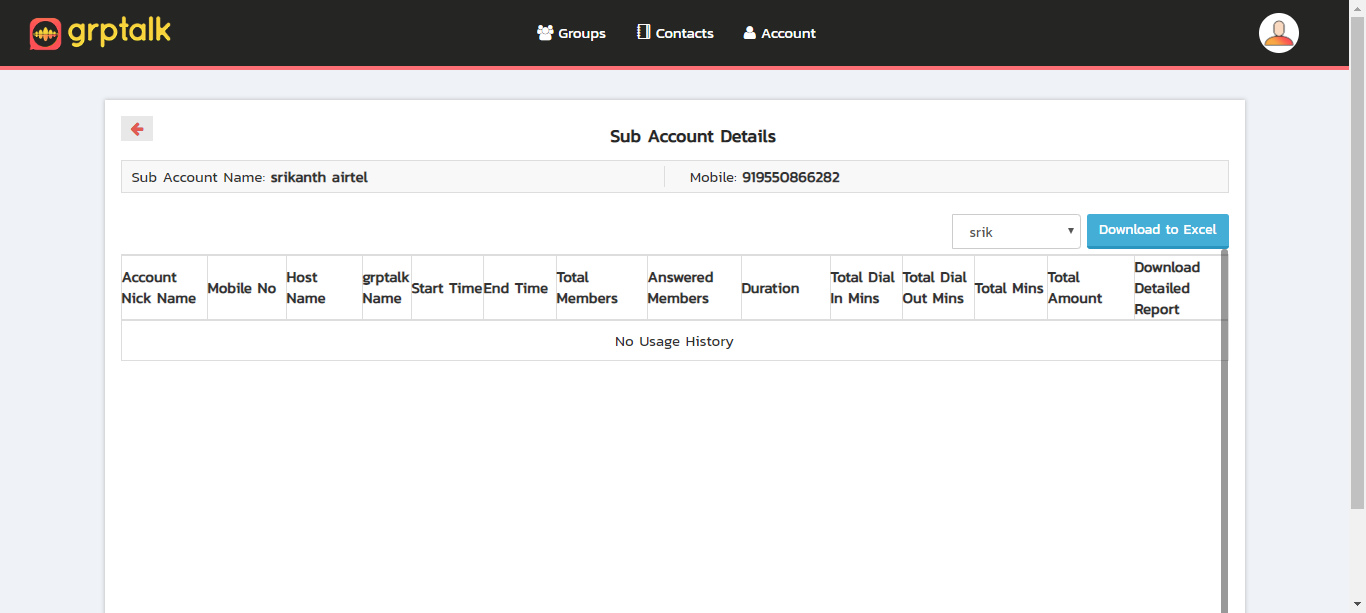 grptalk
Groups Contacts Account
Sub Account Details
Sub Account Name: srikanth airtel Mobile: 919550866282
srik Download to Excel
Account Nick Name Mobile No Host Name grptalk Name Start Time End Time Total Members Answered Members Duration Total Dial In Mins Total Dial Out Mins Total Mins Total Amount Download Detailed Report
No Usage History